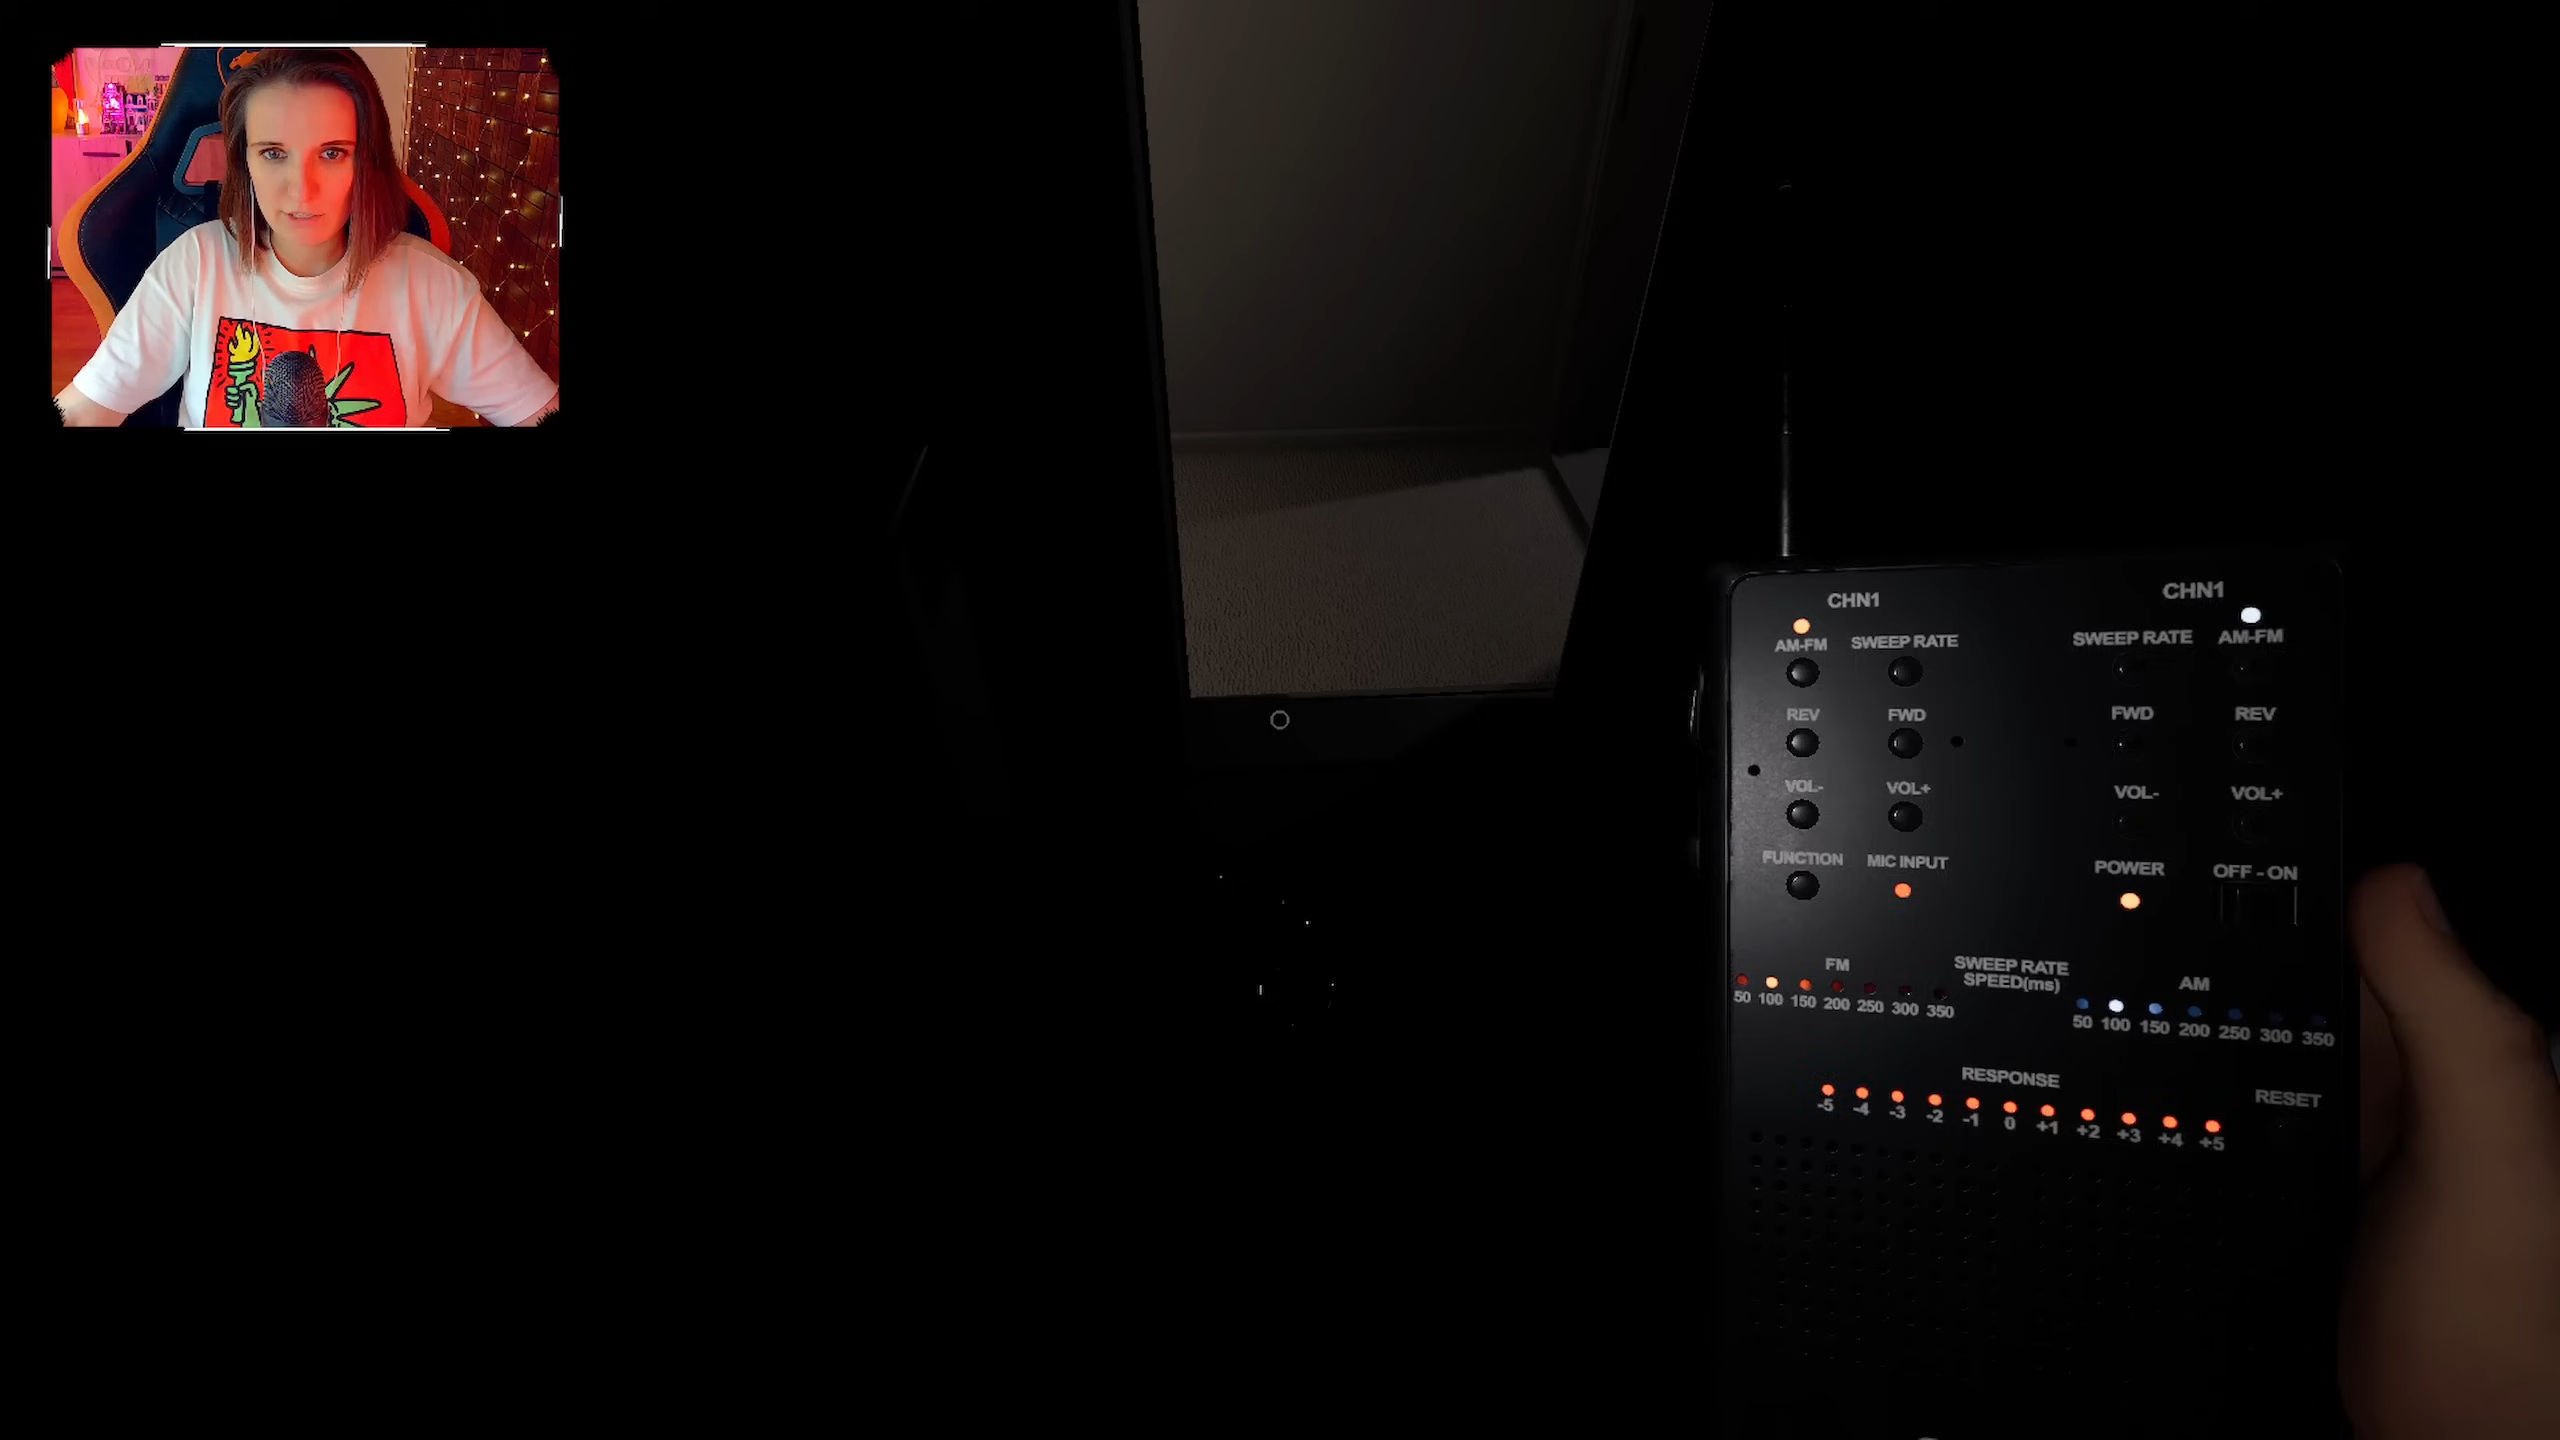 CHN1 CHN1
AM-FM SWEEP RATE SWEEP RATE AM-FM
REV FWD FWD REV
VOL- VOL+ VOL- VOL+
FUNCTION MIC INPUT POWER OFF - ON
FM SWEEP RATE AM
SPEED(ms)
50 100 150 200 250 300 350 50 100 150 200 250 300 350
RESPONSE RESET
-5 -4 -3 -2 -1 0 +1 +2 +3 +4 +5